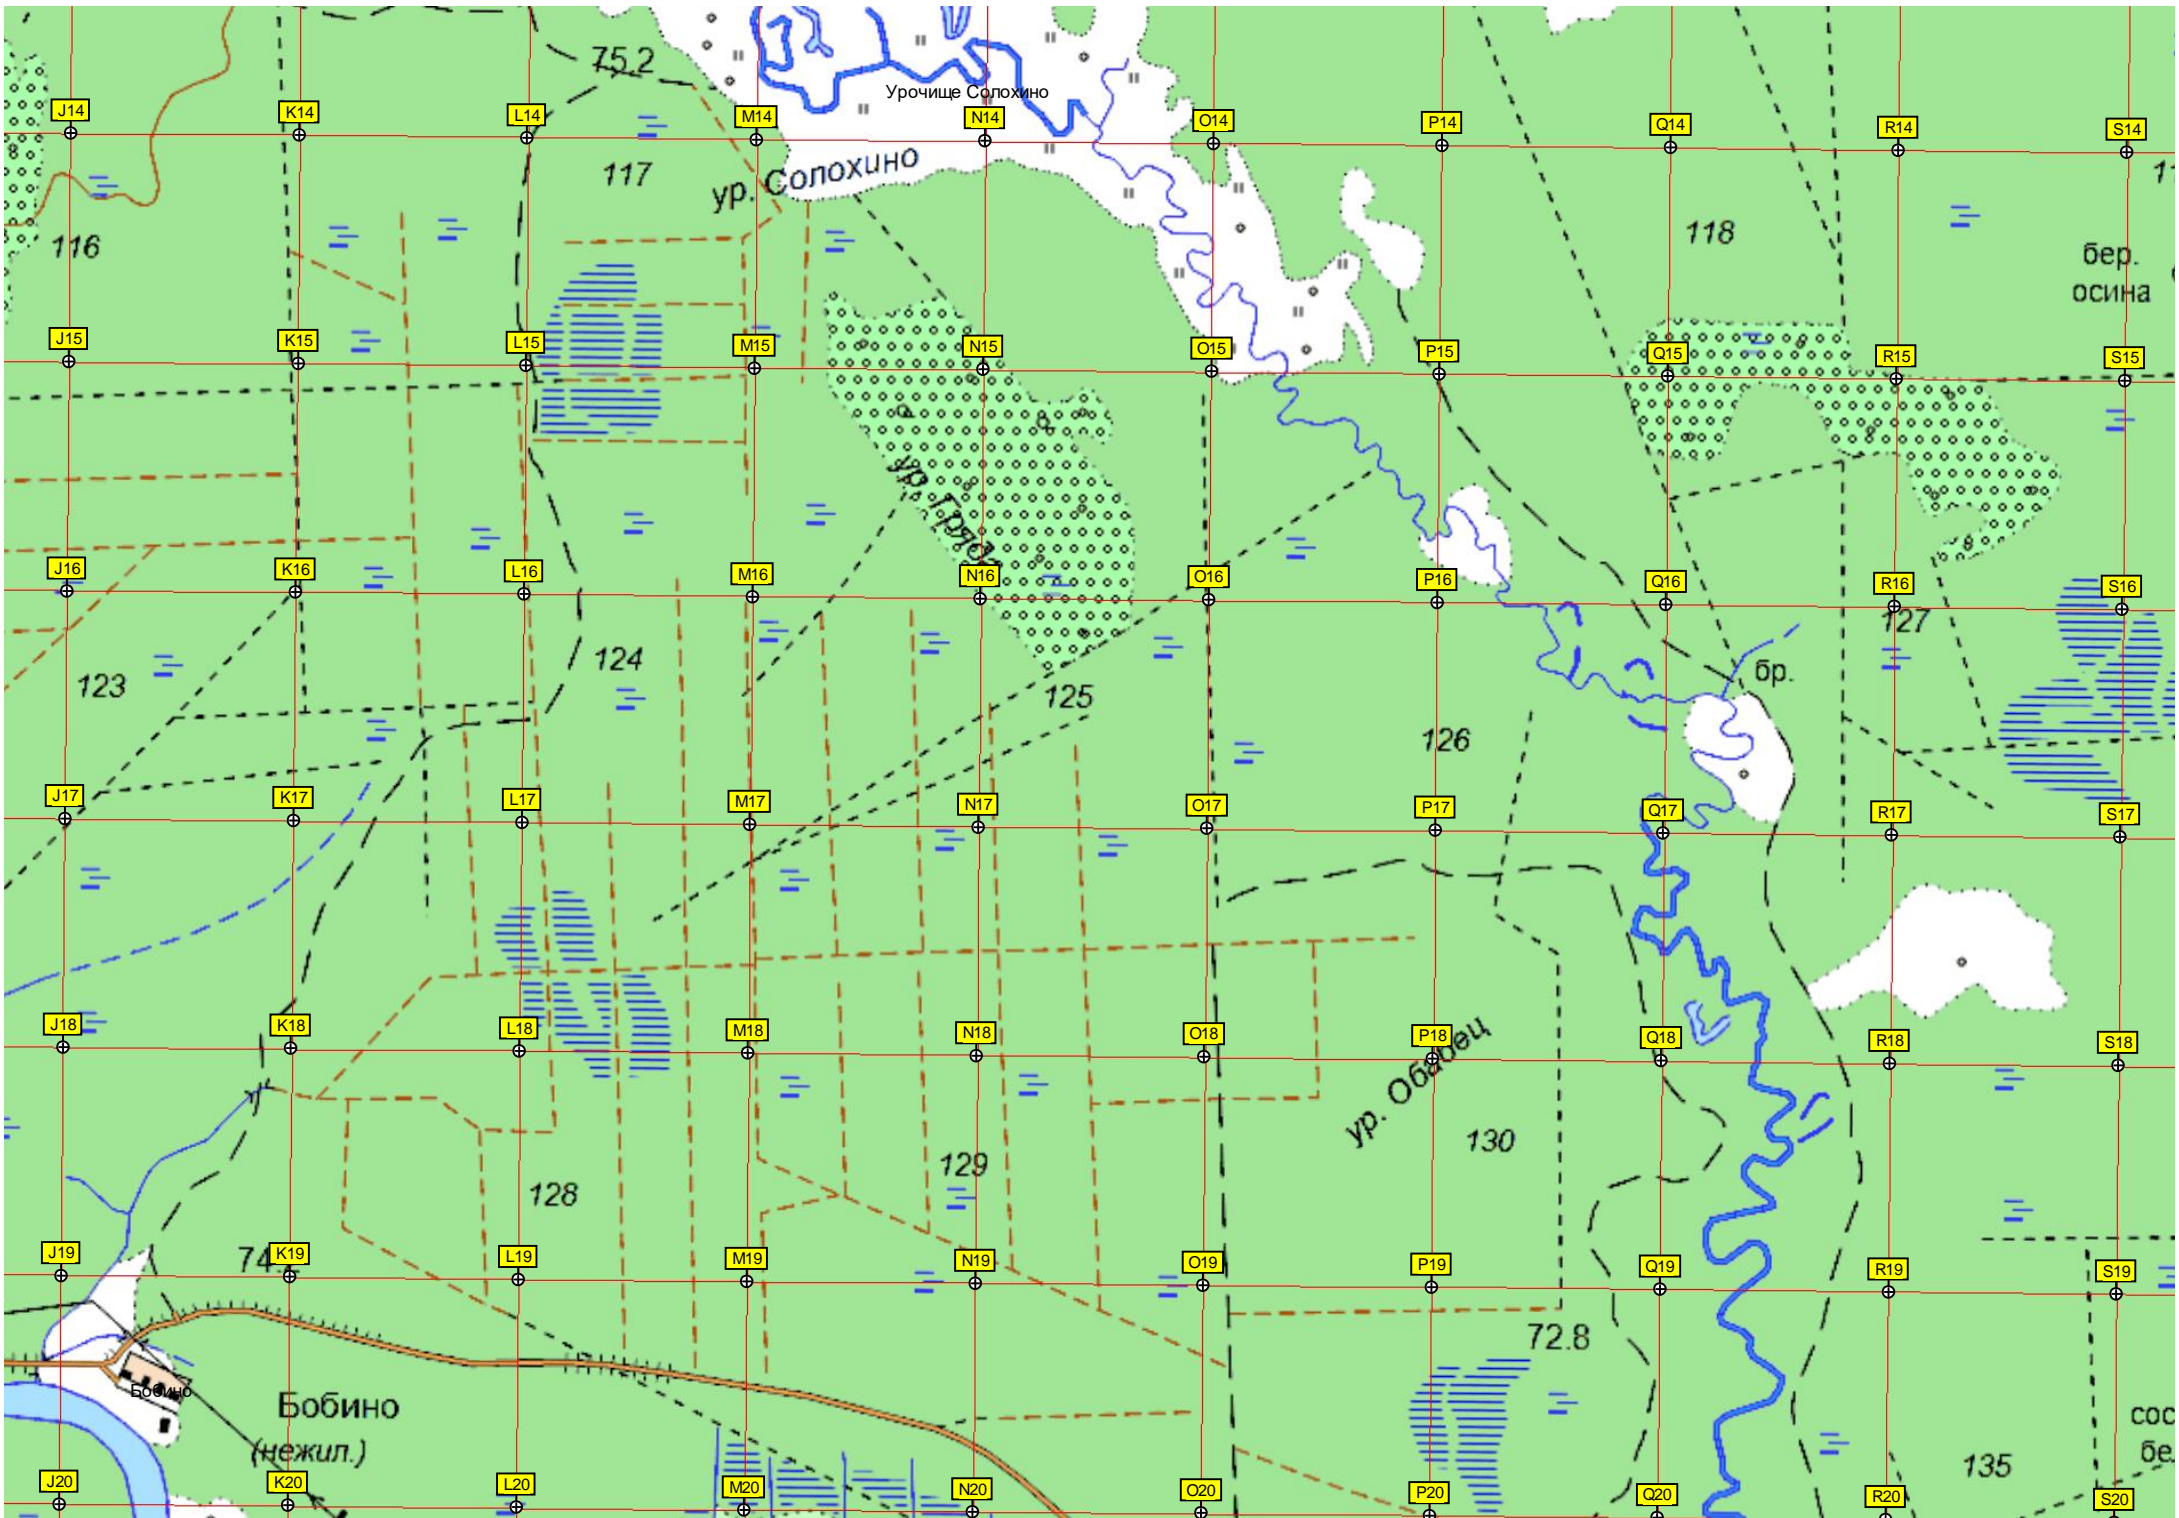 75.2
Урочище Солохино
J14 K14 L14 M14 N14 O14 P14 Q14 R14 S14
117
ур. Солохино
116
118
бер.
осина
J15 K15 L15 M15 N15 O15 P15 Q15 R15 S15
ур. Гряда
J16 K16 L16 M16 N16 O16 P16 Q16 R16 S16
127
123
124
125
126
бр.
J17 K17 L17 M17 N17 O17 P17 Q17 R17 S17
J18 K18 L18 M18 N18 O18 P18 Q18 R18 S18
ур. Обабец
128
129
130
J19 K19 L19 M19 N19 O19 P19 Q19 R19 S19
72.8
Бобино
Бобино
(нежил.)
135
J20 K20 L20 M20 N20 O20 P20 Q20 R20 S20